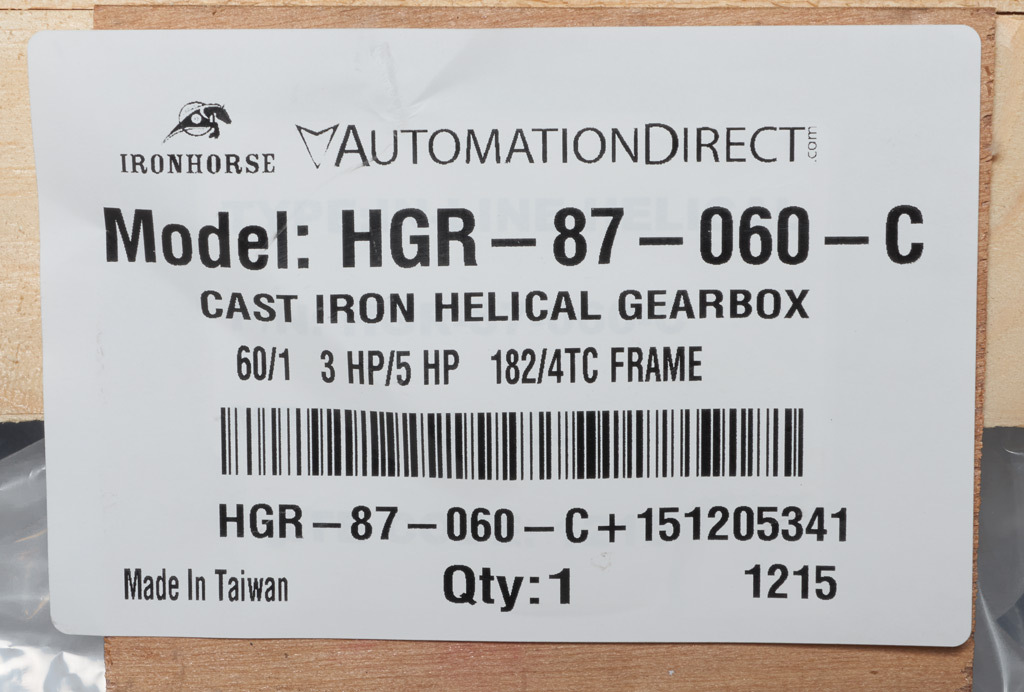 IRONHORSE AUTOMATIONDIRECT.com
Model: HGR-87-060-C
CAST IRON HELICAL GEARBOX
60/1 3 HP/5 HP 182/4TC FRAME
HGR-87-060-C+151205341
Made In Taiwan Qty:1 1215